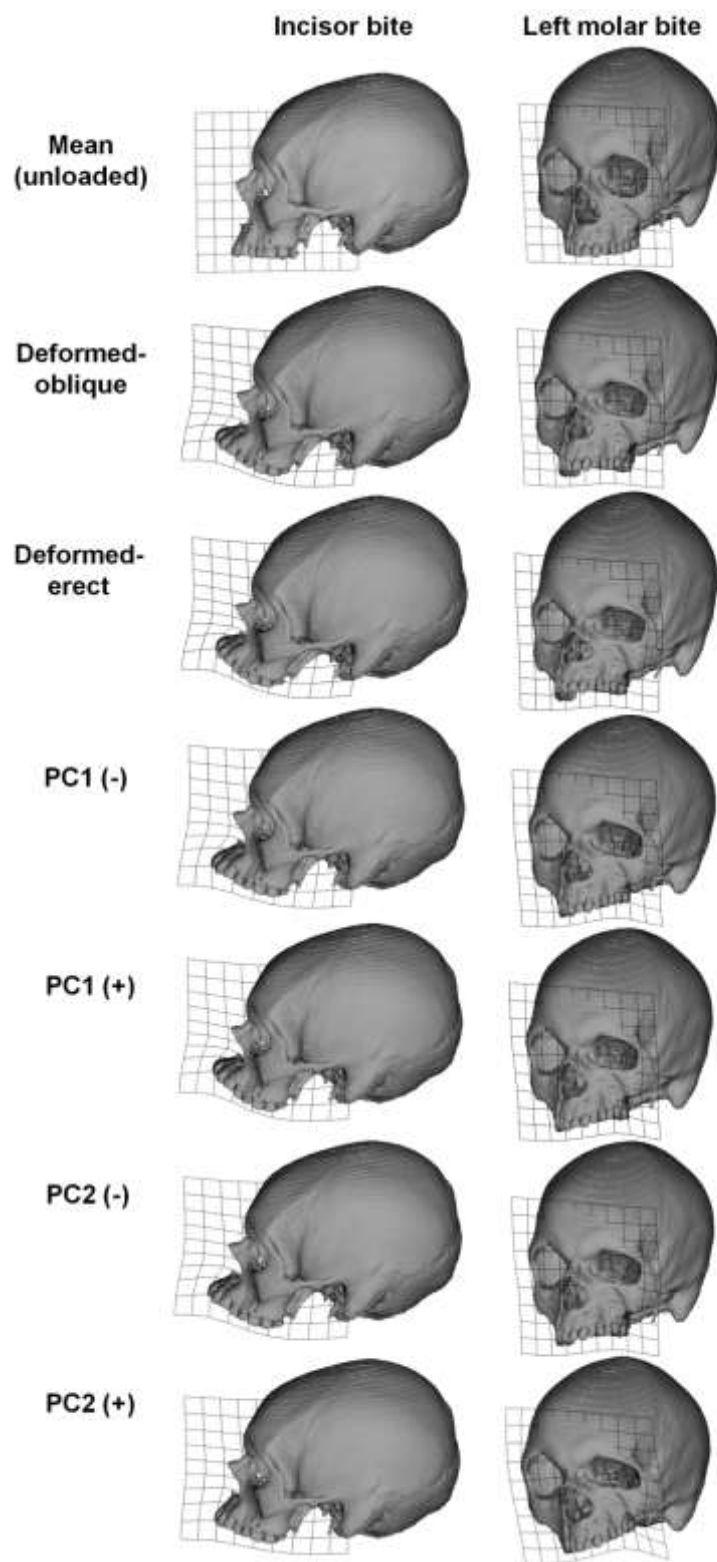 Incisor bite Left molar bite
Mean
(unloaded)
Deformed-
oblique
Deformed-
erect
PC1 (-)
PC1 (+)
PC2 (-)
PC2 (+)